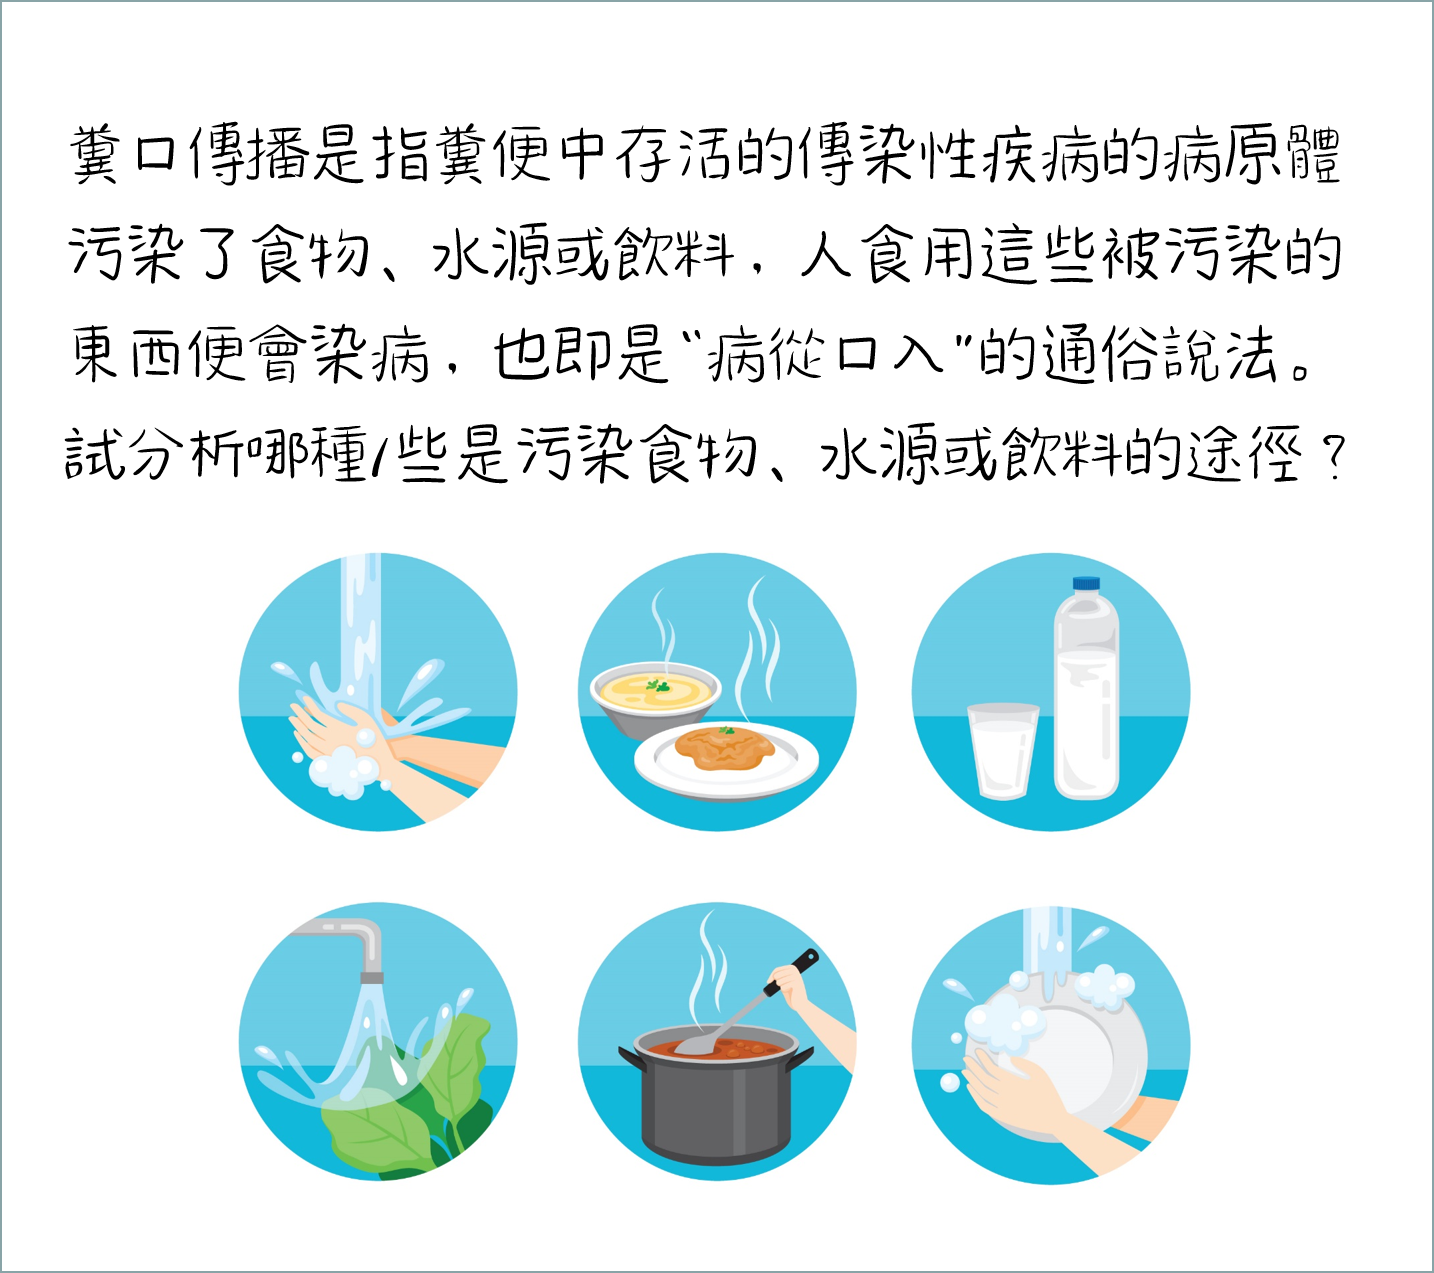 糞口傳播是指糞便中存活的傳染性疾病的病原體
污染了食物、水源或飲料，人食用這些被污染的
東西便會染病，也即是“病從口入”的通俗說法。
試分析哪種/些是污染食物、水源或飲料的途徑？